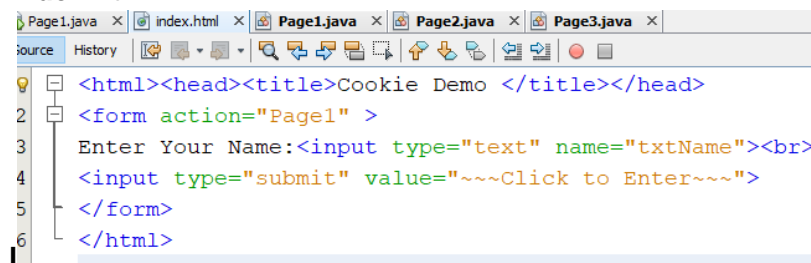 Page1.java index.html Page1.java Page2.java Page3.java
Source History
<html><head><title>Cookie Demo </title></head>
2 <form action="Page1" >
3 Enter Your Name:<input type="text" name="txtName"><br>
4 <input type="submit" value="~~~Click to Enter~~~">
5 </form>
6 </html>